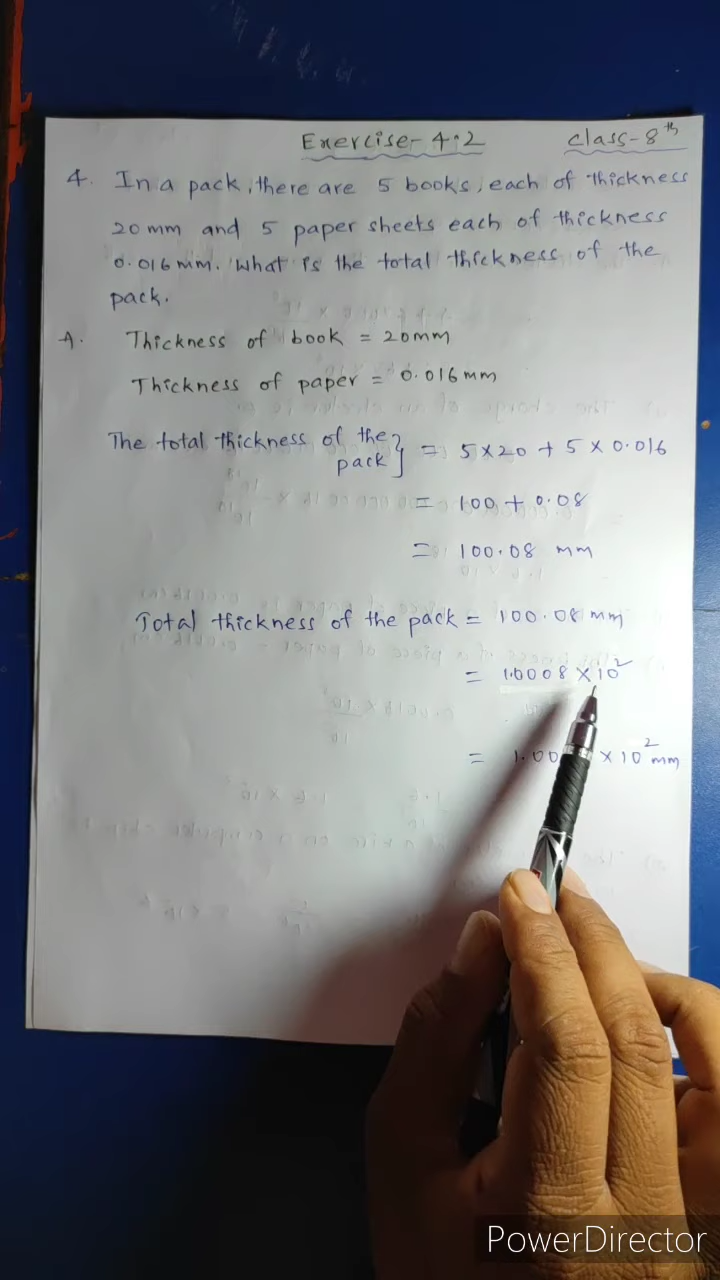 Exercise-4.2 class-8th
4. In a pack, there are 5 books, each of thickness
20mm and 5 paper sheets each of thickness
0.016mm. What is the total thickness of the
pack.
A. Thickness of book = 20mm
Thickness of paper = 0.016mm
The total thickness of the
pack} = 5×20 + 5×0.016
= 100 + 0.08
= 100.08 mm
Total thickness of the pack = 100.08 mm
= 1.0008 ×10²
= 1.00 ×10² mm
PowerDirector